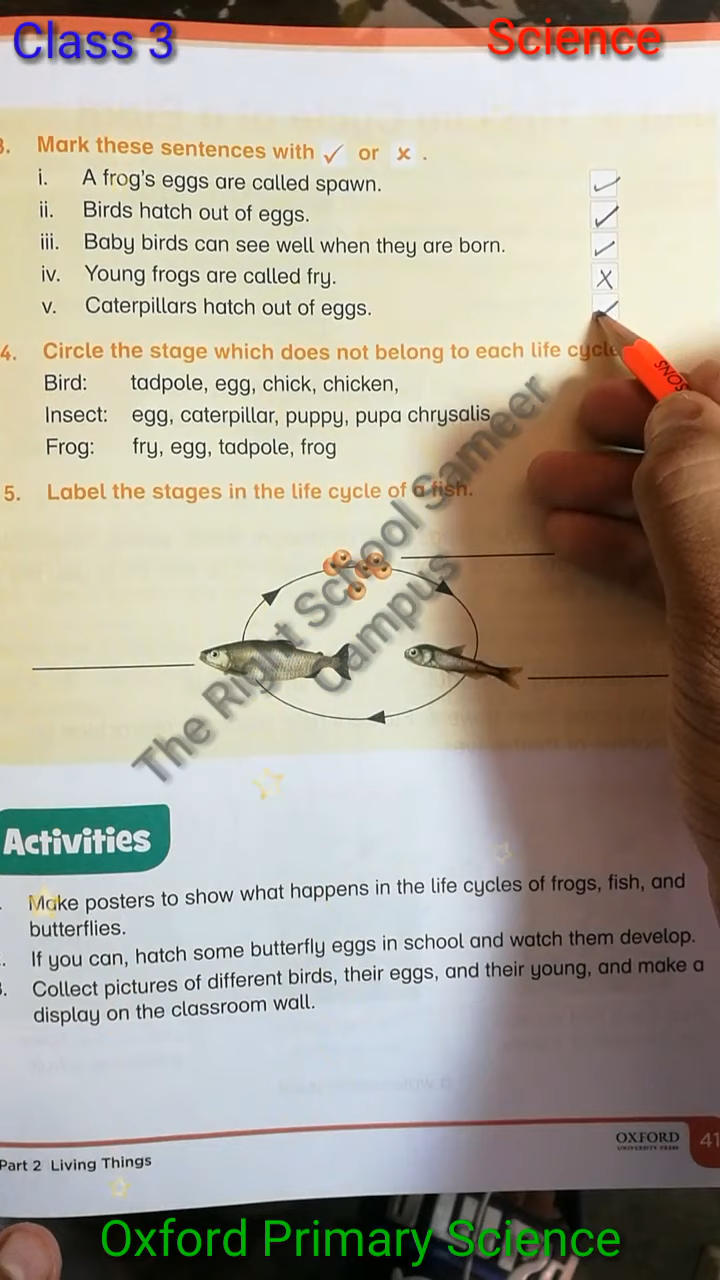 Class 3
Science
3. Mark these sentences with ✓ or x .
i. A frog's eggs are called spawn. ✓
ii. Birds hatch out of eggs. ✓
iii. Baby birds can see well when they are born. ✓
iv. Young frogs are called fry. X
v. Caterpillars hatch out of eggs. ✓
4. Circle the stage which does not belong to each life cycle
Bird: tadpole, egg, chick, chicken,
Insect: egg, caterpillar, puppy, pupa chrysalis
Frog: fry, egg, tadpole, frog
5. Label the stages in the life cycle of a fish.
The Right School Sameer
Campus
Activities
Make posters to show what happens in the life cycles of frogs, fish, and
butterflies.
If you can, hatch some butterfly eggs in school and watch them develop.
3. Collect pictures of different birds, their eggs, and their young, and make a
display on the classroom wall.
Part 2 Living Things
OXFORD
UNIVERSITY PRESS
41
Oxford Primary Science